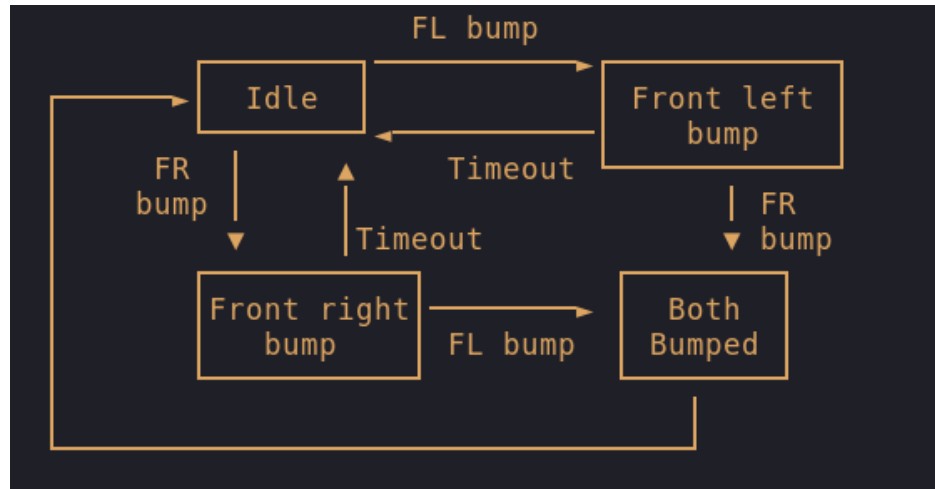 FL bump
Idle
Front left
bump
Timeout
FR
bump
Timeout
FR
bump
Front right
bump
FL bump
Both
Bumped